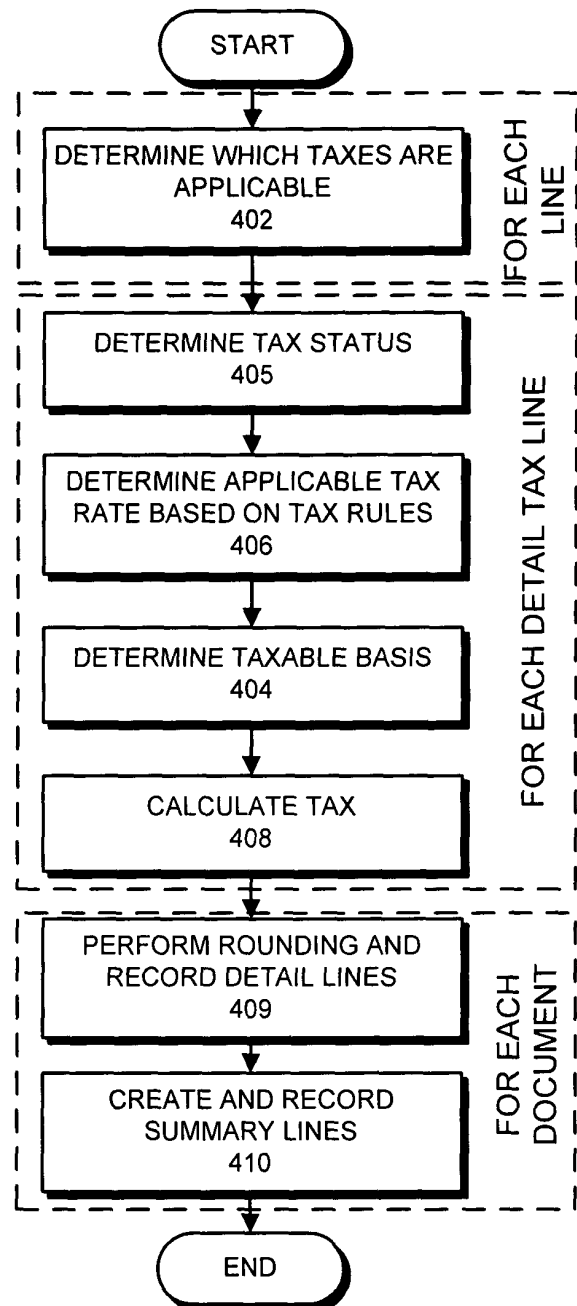 START
DETERMINE WHICH TAXES ARE
APPLICABLE
402
FOR EACH
LINE
DETERMINE TAX STATUS
405
DETERMINE APPLICABLE TAX
RATE BASED ON TAX RULES
406
DETERMINE TAXABLE BASIS
404
CALCULATE TAX
408
FOR EACH DETAIL TAX LINE
PERFORM ROUNDING AND
RECORD DETAIL LINES
409
CREATE AND RECORD
SUMMARY LINES
410
FOR EACH
DOCUMENT
END